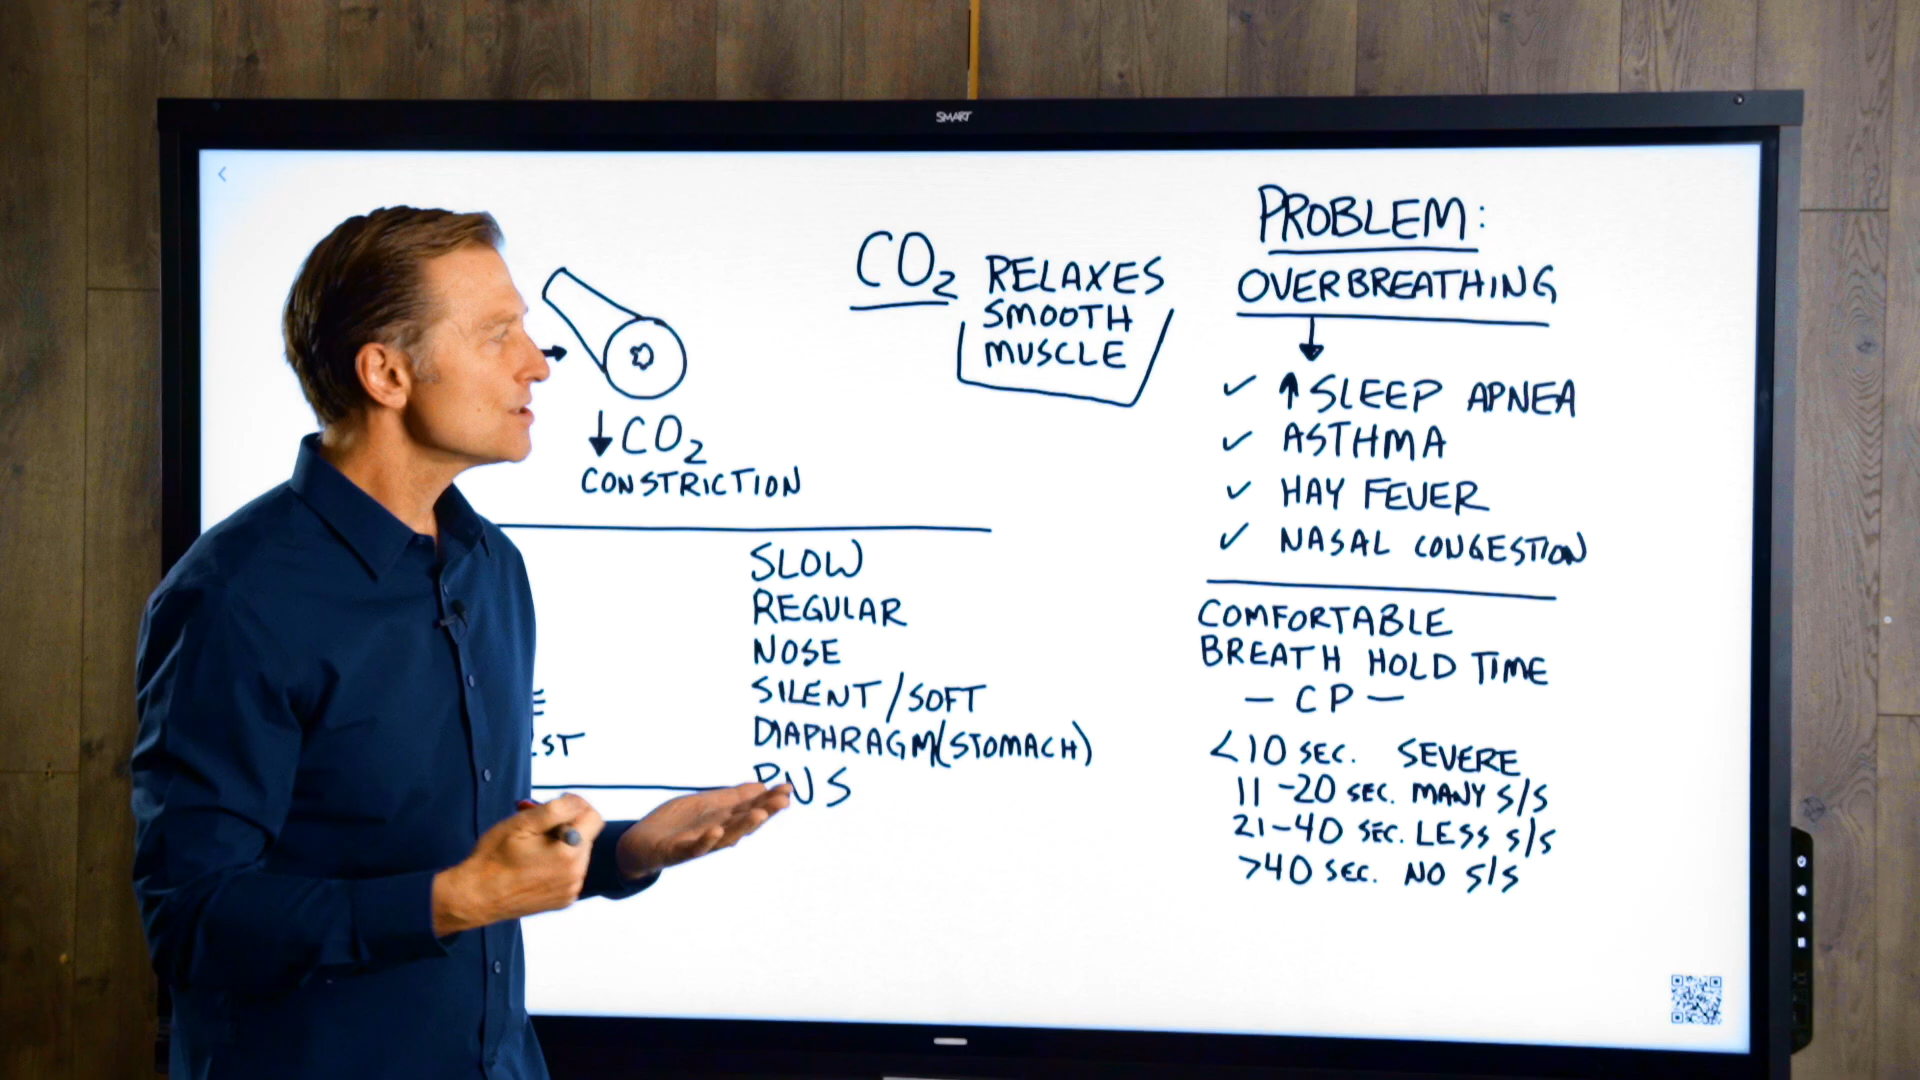 SMART
CO₂ RELAXES
SMOOTH
MUSCLE
↓ CO₂
CONSTRICTION
SLOW
REGULAR
NOSE
SILENT/SOFT
DIAPHRAGM(STOMACH)
PNS
PROBLEM:
OVERBREATHING
✓ ↑ SLEEP APNEA
✓ ASTHMA
✓ HAY FEVER
✓ NASAL CONGESTION
COMFORTABLE
BREATH HOLD TIME
— CP —
<10 SEC. SEVERE
11-20 SEC. MANY S/S
21-40 SEC. LESS S/S
>40 SEC. NO S/S